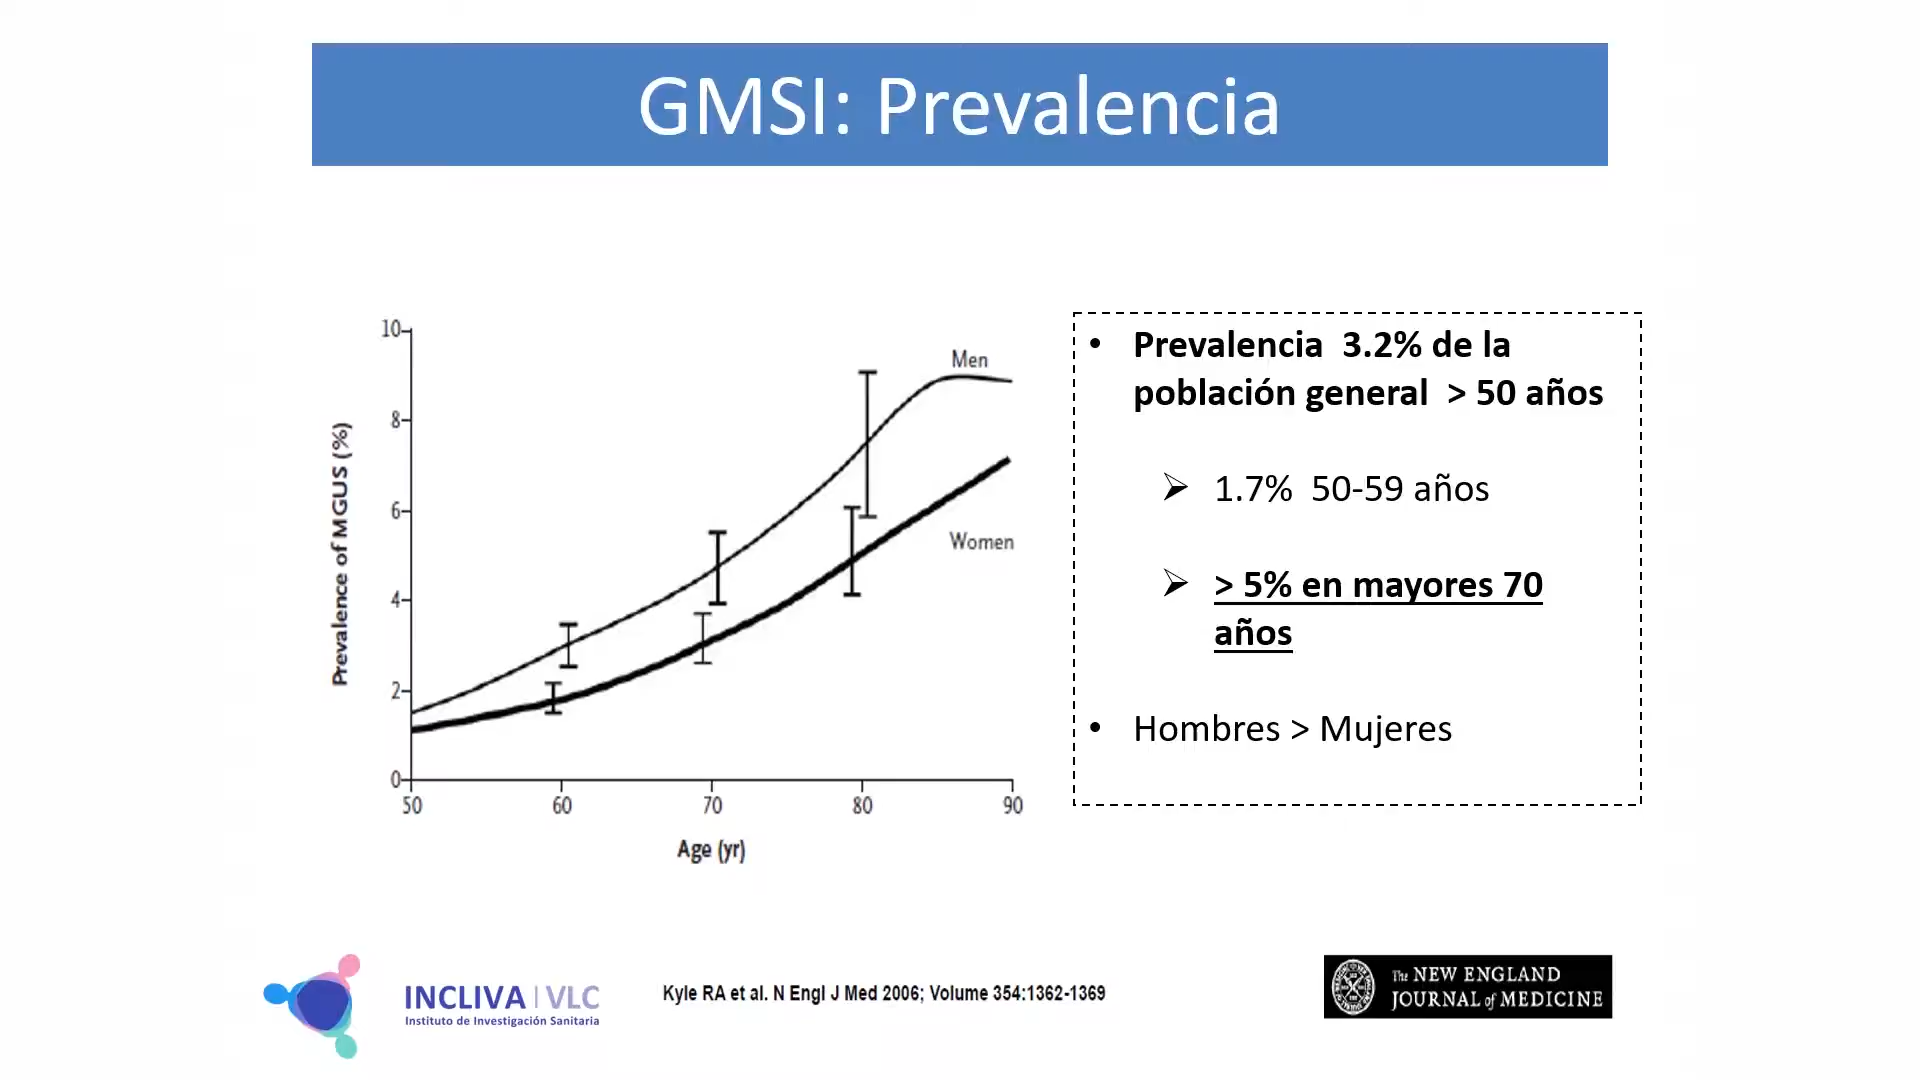 GMSI: Prevalencia
10
8
6
4
2
0
50
60
70
80
90
Prevalence of MGUS (%)
Age (yr)
Men
Women
• Prevalencia 3.2% de la
población general > 50 años
➢ 1.7% 50-59 años
➢ > 5% en mayores 70
años
• Hombres > Mujeres
INCLIVA | VLC
Instituto de Investigación Sanitaria
Kyle RA et al. N Engl J Med 2006; Volume 354:1362-1369
The NEW ENGLAND
JOURNAL of MEDICINE